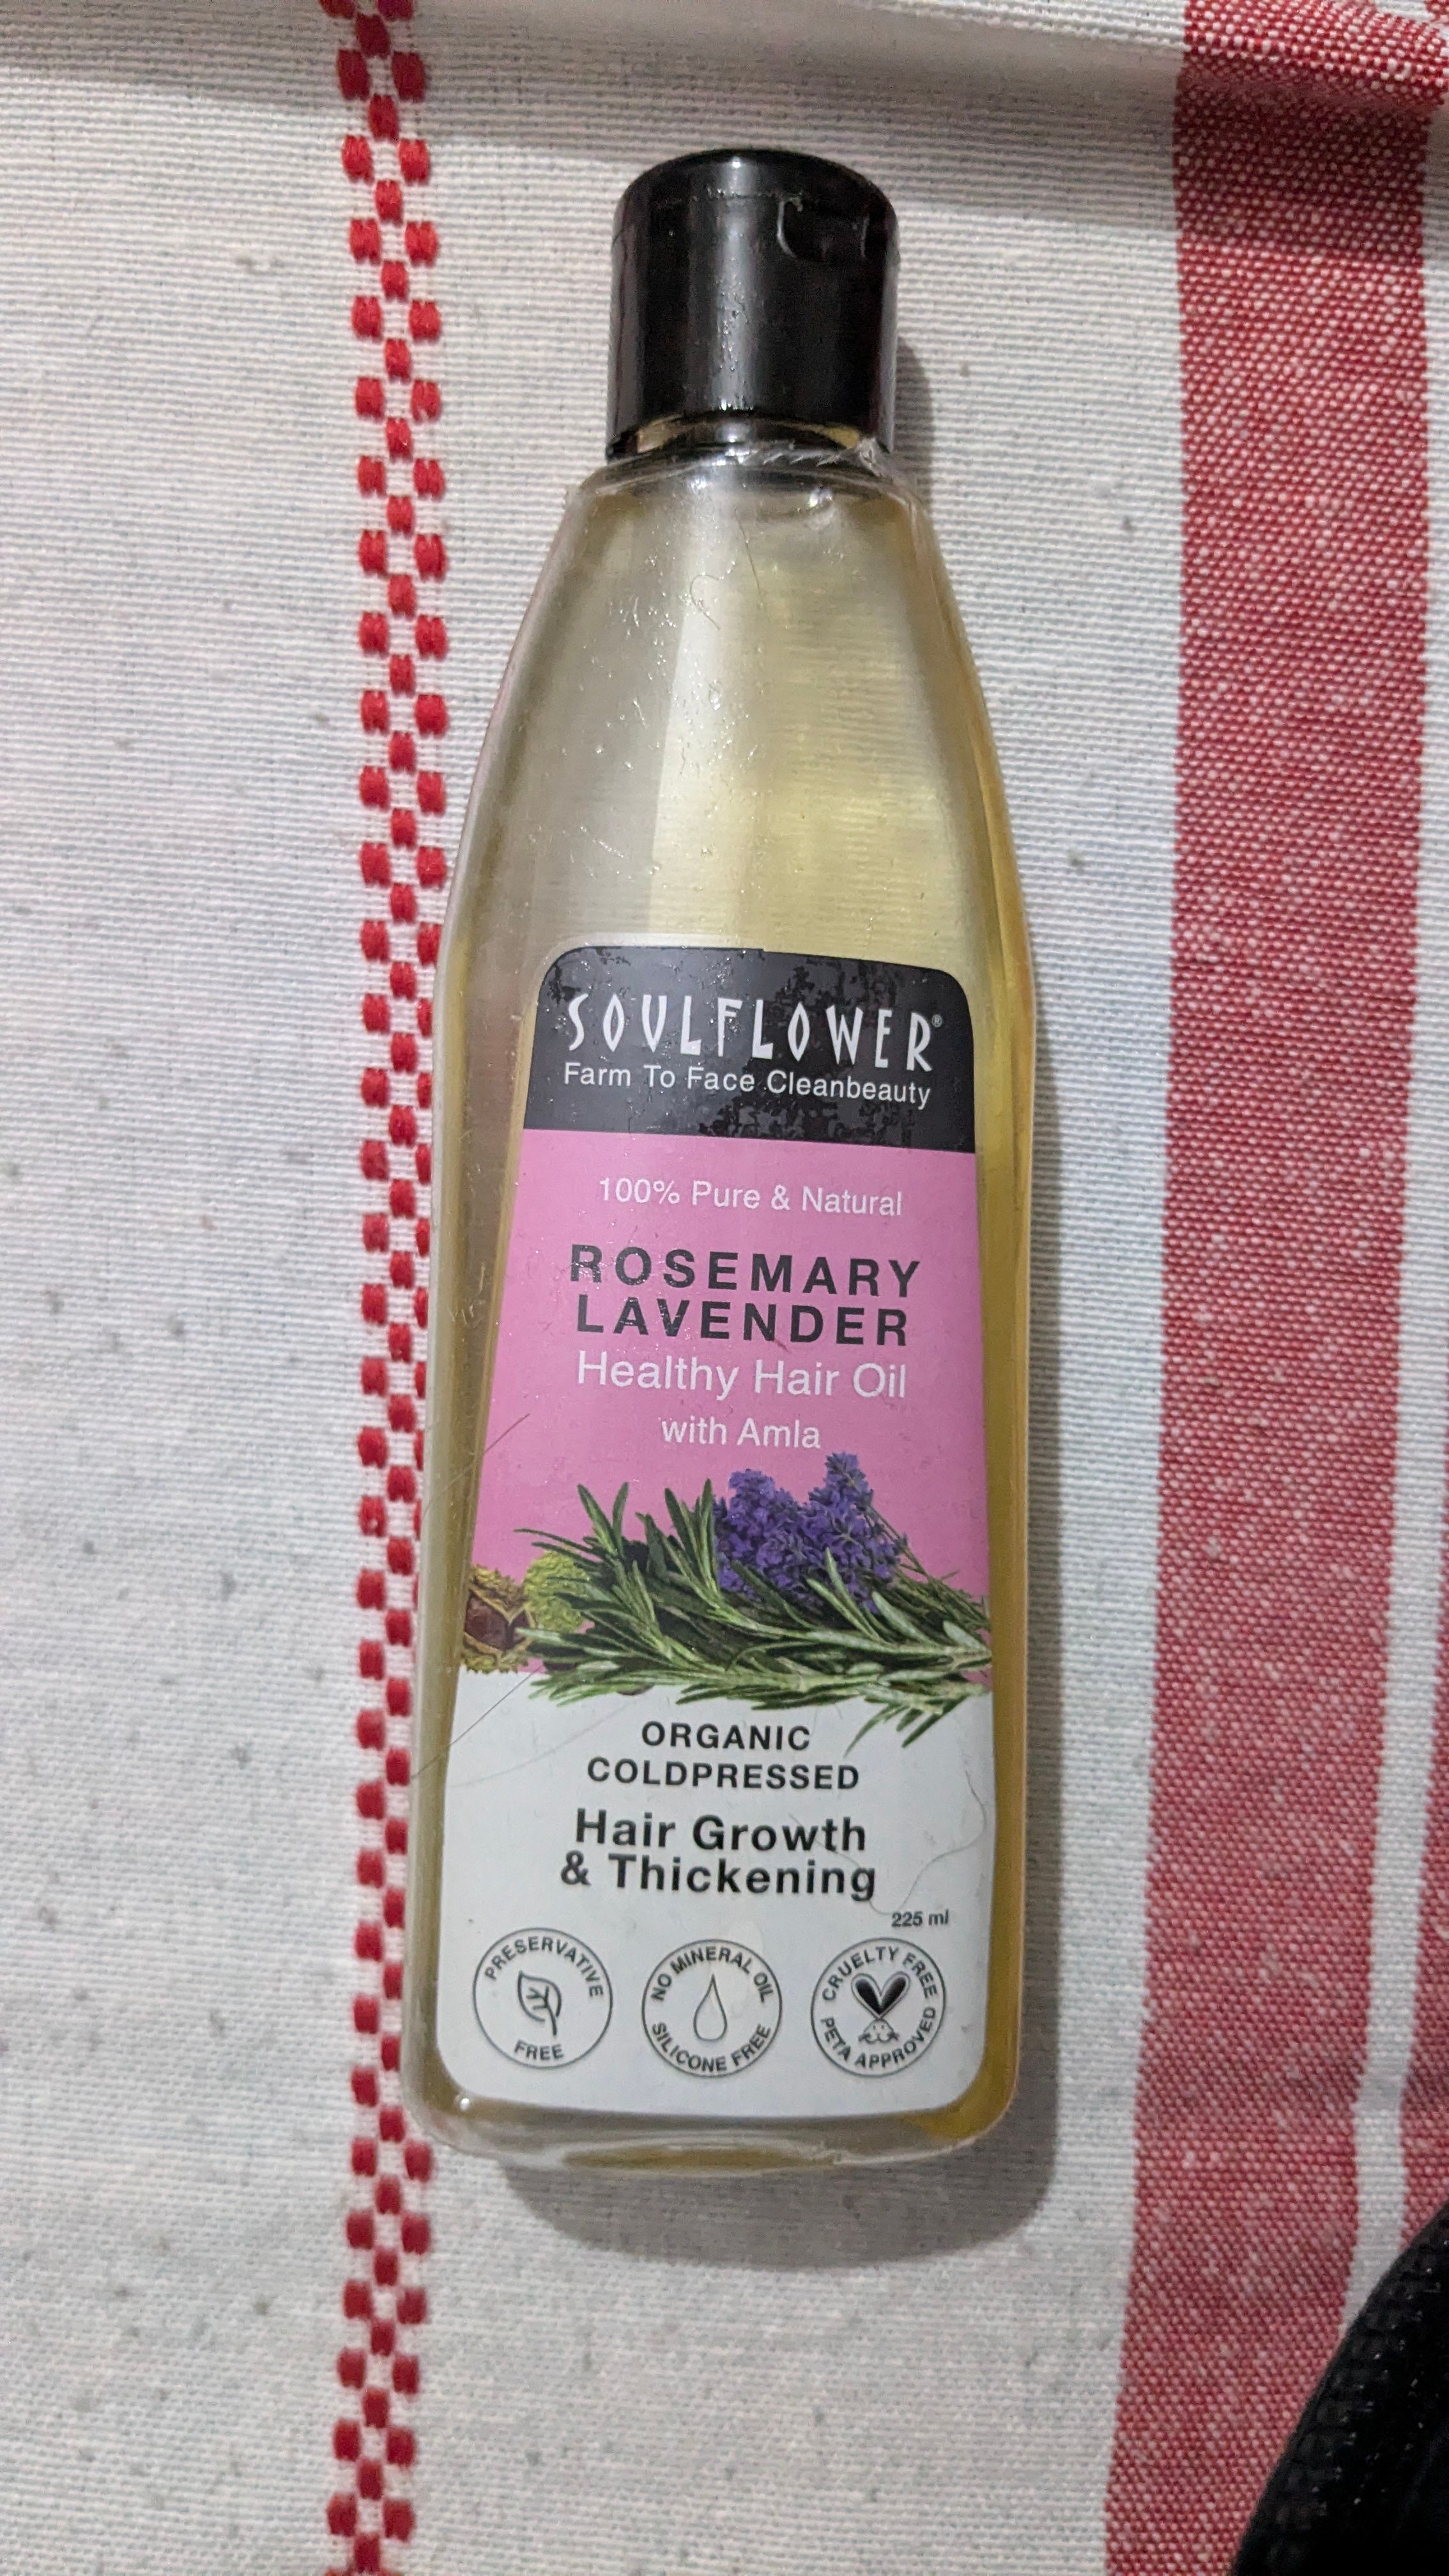 SOULFLOWER®
Farm To Face Cleanbeauty
100% Pure & Natural
ROSEMARY
LAVENDER
Healthy Hair Oil
with Amla
ORGANIC
COLDPRESSED
Hair Growth
& Thickening
225 ml
PRESERVATIVE
FREE
NO MINERAL OIL
SILICONE FREE
CRUELTY FREE
PETA APPROVED